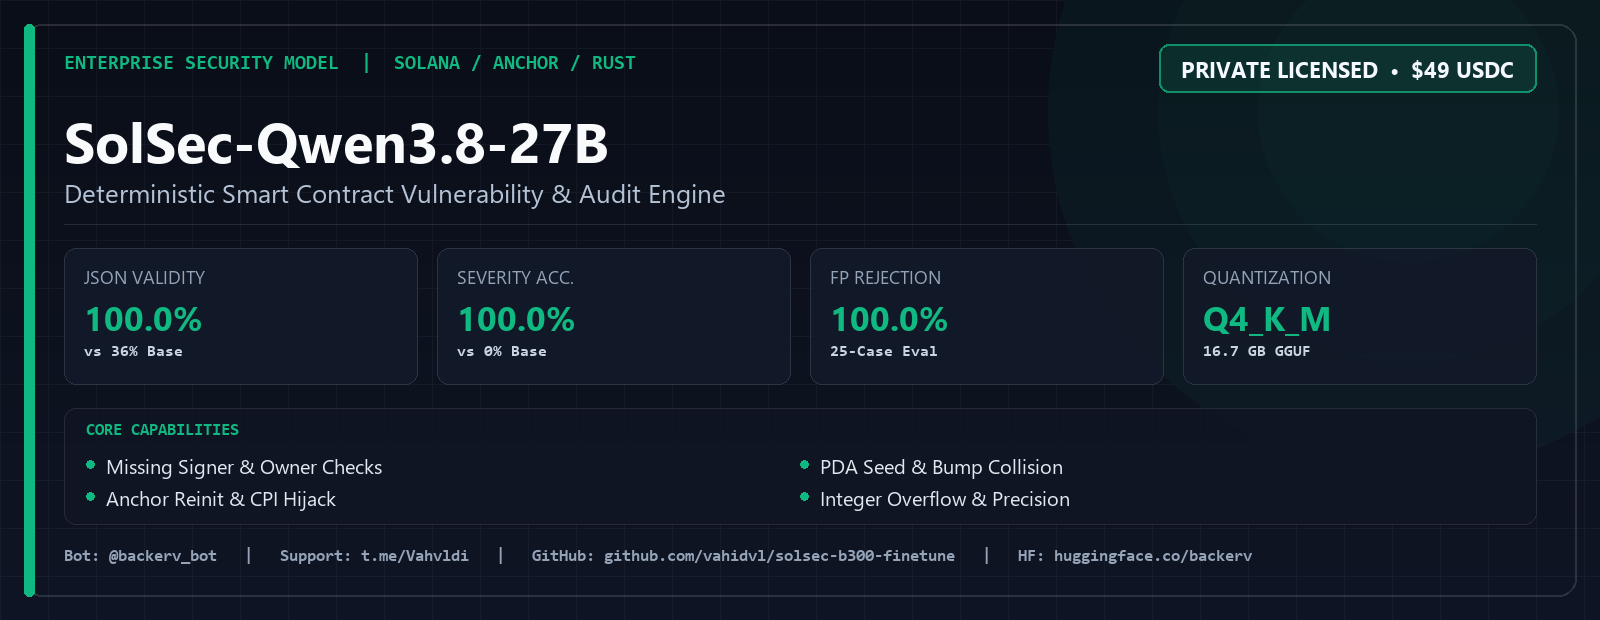 ENTERPRISE SECURITY MODEL | SOLANA / ANCHOR / RUST
PRIVATE LICENSED • $49 USDC
SolSec-Qwen3.8-27B
Deterministic Smart Contract Vulnerability & Audit Engine
JSON VALIDITY
100.0%
vs 36% Base
SEVERITY ACC.
100.0%
vs 0% Base
FP REJECTION
100.0%
25-Case Eval
QUANTIZATION
Q4_K_M
16.7 GB GGUF
CORE CAPABILITIES
Missing Signer & Owner Checks
Anchor Reinit & CPI Hijack
PDA Seed & Bump Collision
Integer Overflow & Precision
Bot: @backerv_bot | Support: t.me/Vahvldi | GitHub: github.com/vahidvl/solsec-b300-finetune | HF: huggingface.co/backerv